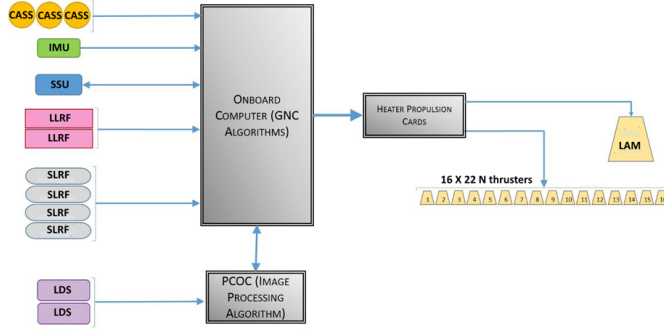 CASS CASS CASS
IMU
SSU
LLRF
LLRF
SLRF
SLRF
SLRF
SLRF
LDS
LDS
ONBOARD
COMPUTER (GNC
ALGORITHMS)
PCOC (IMAGE
PROCESSING
ALGORITHM)
HEATER PROPULSION
CARDS
LAM
16 X 22 N thrusters
1 2 3 4 5 6 7 8 9 10 11 12 13 14 15 16